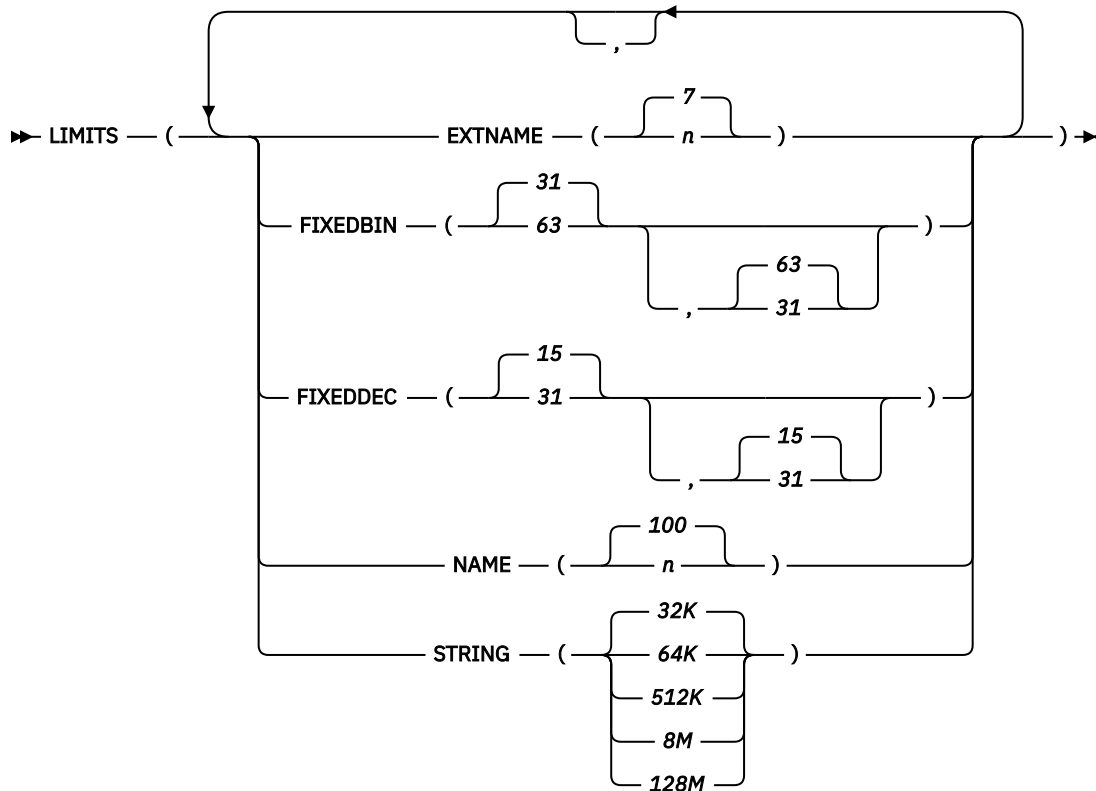 ,
7
LIMITS ( EXTNAME ( n ) )
31
FIXEDBIN ( 63 )
63
, 31
15
FIXEDDEC ( 31 )
15
, 31
100
NAME ( n )
32K
STRING ( 64K )
512K
8M
128M